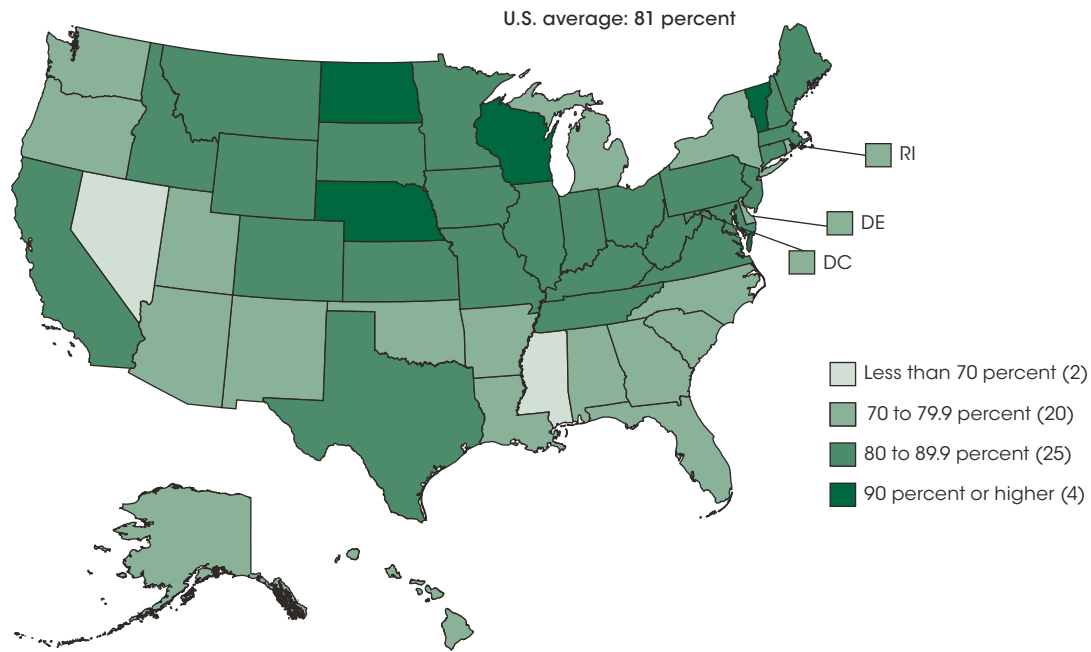 U.S. average: 81 percent
RI
DE
DC
Less than 70 percent (2)
70 to 79.9 percent (20)
80 to 89.9 percent (25)
90 percent or higher (4)